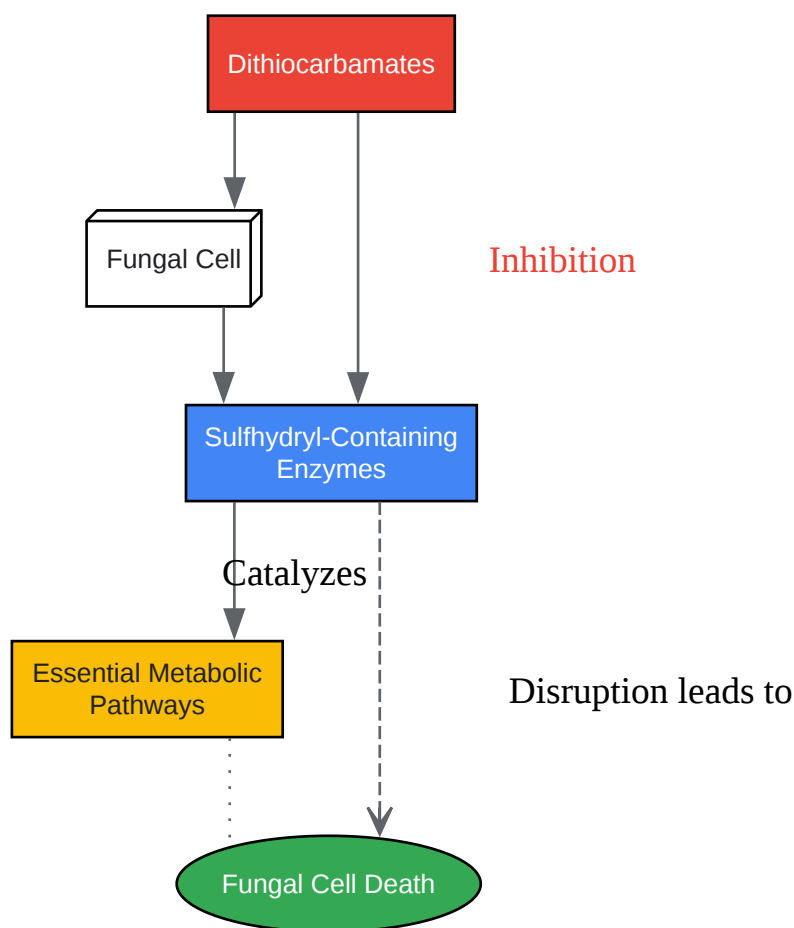 Dithiocarbamates
Fungal Cell
Inhibition
Sulfhydryl-Containing
Enzymes
Catalyzes
Essential Metabolic
Pathways
Disruption leads to
Fungal Cell Death